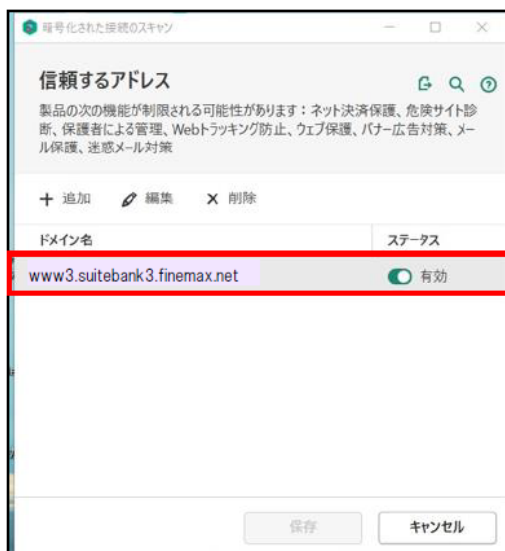 暗号化された接続のスキャン
信頼するアドレス
製品の次の機能が制限される可能性があります：ネット決済保護、危険サイト診
断、保護者による管理、Webトラッキング防止、ウェブ保護、バナー広告対策、メー
ル保護、迷惑メール対策
追加 編集 削除
ドメイン名 ステータス
www3.suitebank3.finemax.net 有効
保存 キャンセル